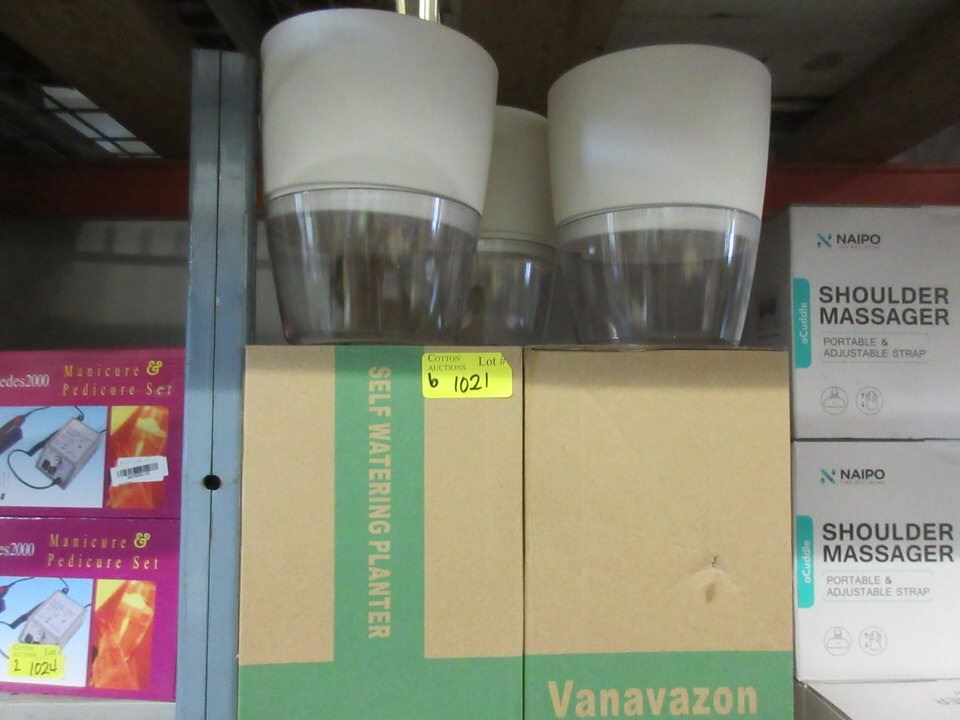 edes2000
Manicure &
Pedicure Set
es2000
Manicure &
Pedicure Set
COTTON
AUCTIONS
Lot #
2 1024
COTTON
AUCTIONS
Lot #
6 1021
SELF WATERING PLANTER
Vanavazon
NAIPO
oCuddle
SHOULDER
MASSAGER
PORTABLE &
ADJUSTABLE STRAP
NAIPO
oCuddle
SHOULDER
MASSAGER
PORTABLE &
ADJUSTABLE STRAP